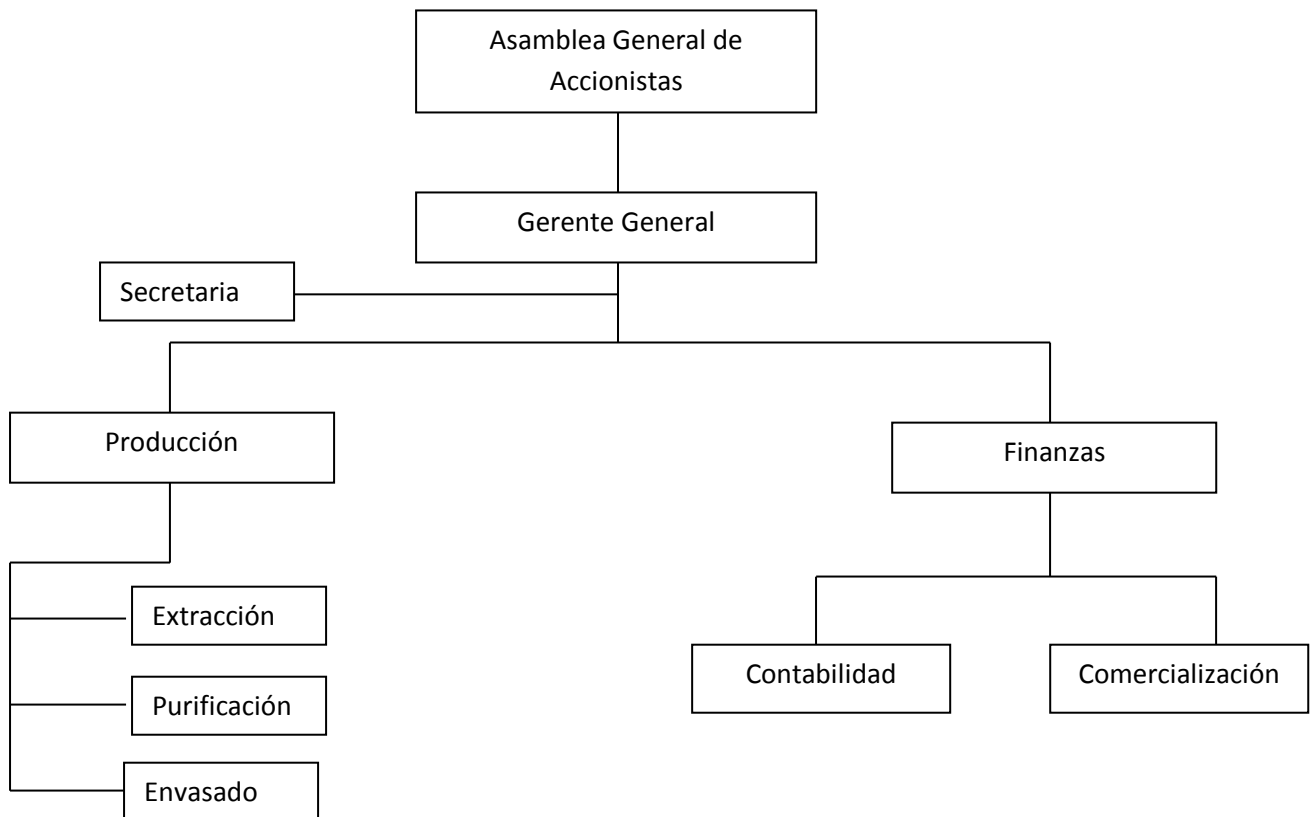 Asamblea General de
Accionistas
Gerente General
Secretaria
Producción
Finanzas
Extracción
Purificación
Envasado
Contabilidad
Comercialización